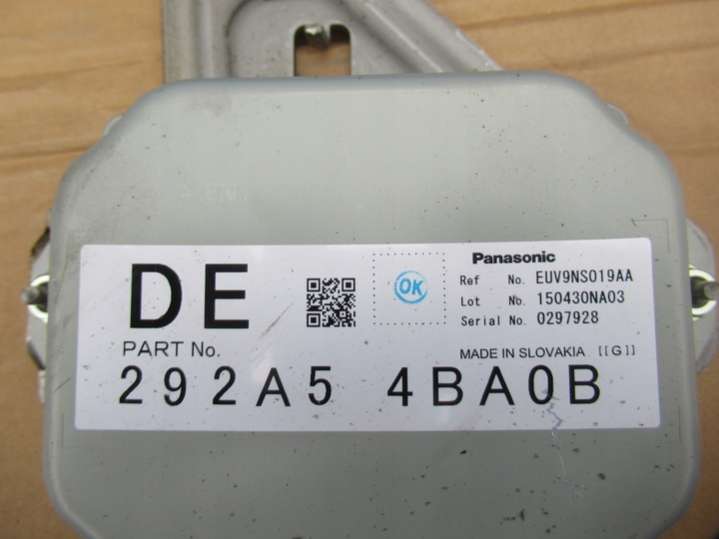 DE
PART No.
292A5 4BA0B
OK
Panasonic
Ref No. EUV9NS019AA
Lot No. 150430NA03
Serial No. 0297928
MADE IN SLOVAKIA [[G]]